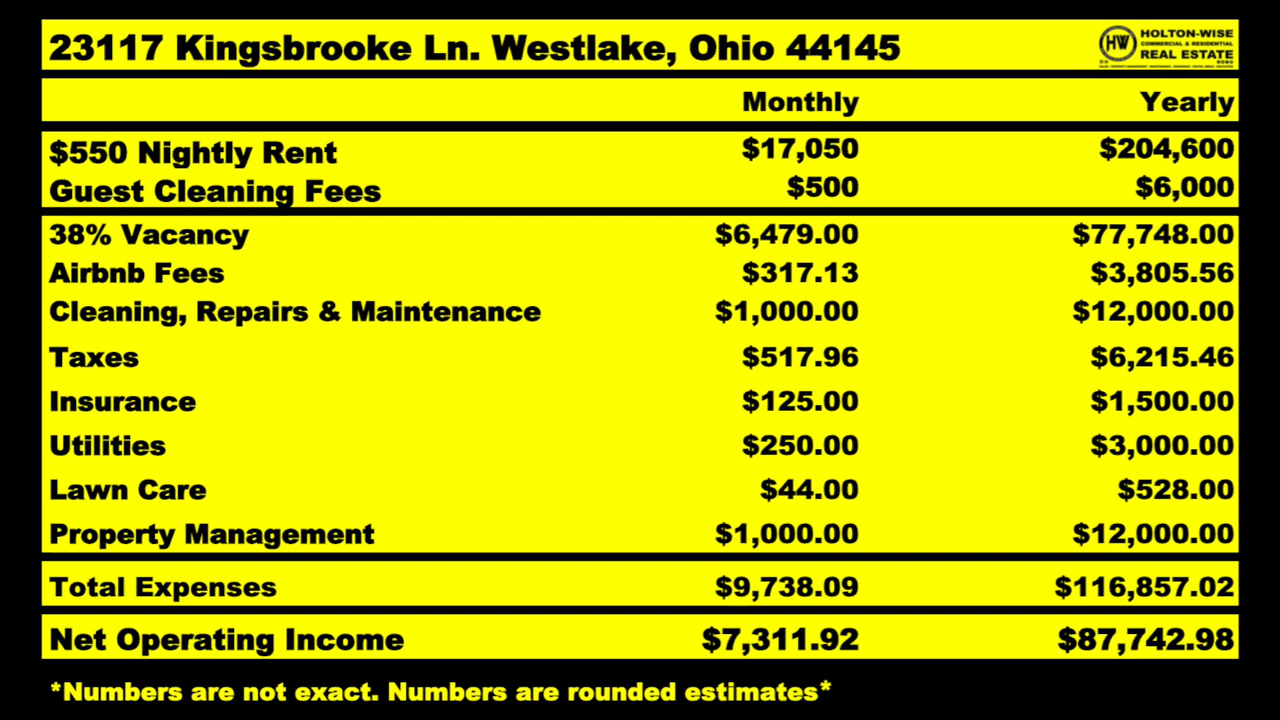 23117 Kingsbrooke Ln. Westlake, Ohio 44145
HW
HOLTON-WISE
COMMERCIAL & RESIDENTIAL
REAL ESTATE
Monthly Yearly
$550 Nightly Rent $17,050 $204,600
Guest Cleaning Fees $500 $6,000
38% Vacancy $6,479.00 $77,748.00
Airbnb Fees $317.13 $3,805.56
Cleaning, Repairs & Maintenance $1,000.00 $12,000.00
Taxes $517.96 $6,215.46
Insurance $125.00 $1,500.00
Utilities $250.00 $3,000.00
Lawn Care $44.00 $528.00
Property Management $1,000.00 $12,000.00
Total Expenses $9,738.09 $116,857.02
Net Operating Income $7,311.92 $87,742.98
*Numbers are not exact. Numbers are rounded estimates*